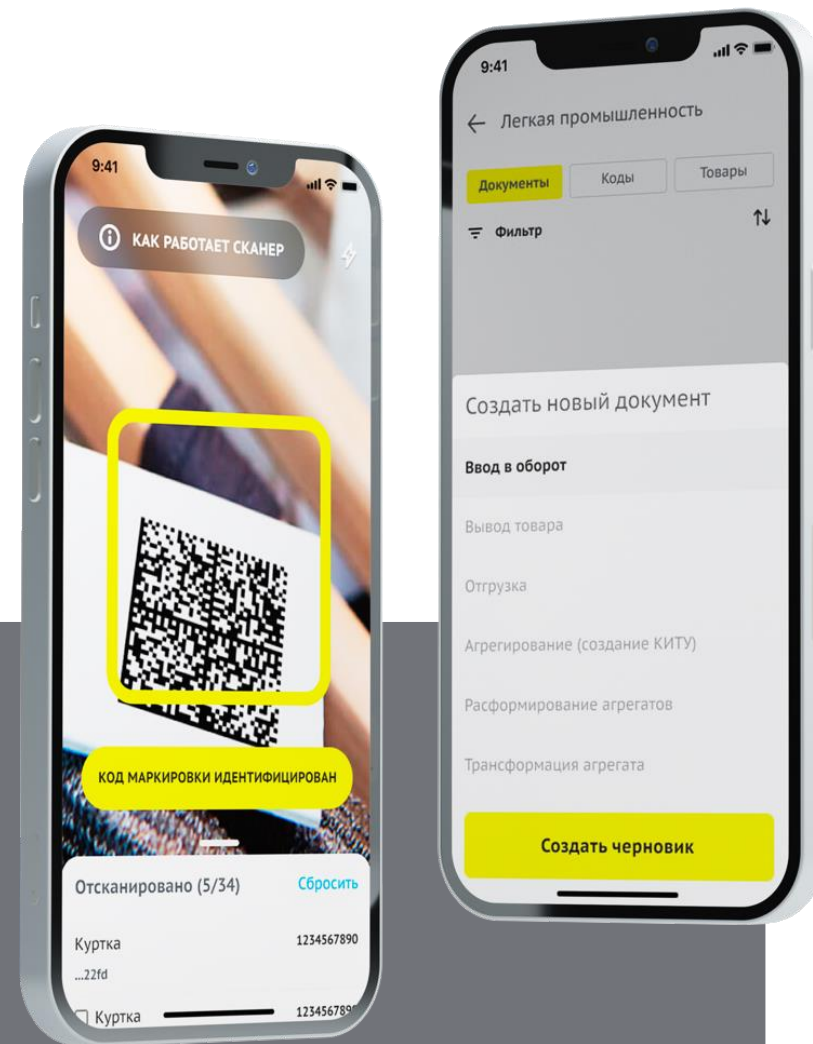 9:41
КАК РАБОТАЕТ СКАНЕР
КОД МАРКИРОВКИ ИДЕНТИФИЦИРОВАН
Отсканировано (5/34) Сбросить
Куртка 1234567890
...22fd
Куртка 1234567890
9:41
Легкая промышленность
Документы Коды Товары
Фильтр
Создать новый документ
Ввод в оборот
Вывод товара
Отгрузка
Агрегирование (создание КИТУ)
Расформирование агрегатов
Трансформация агрегата
Создать черновик